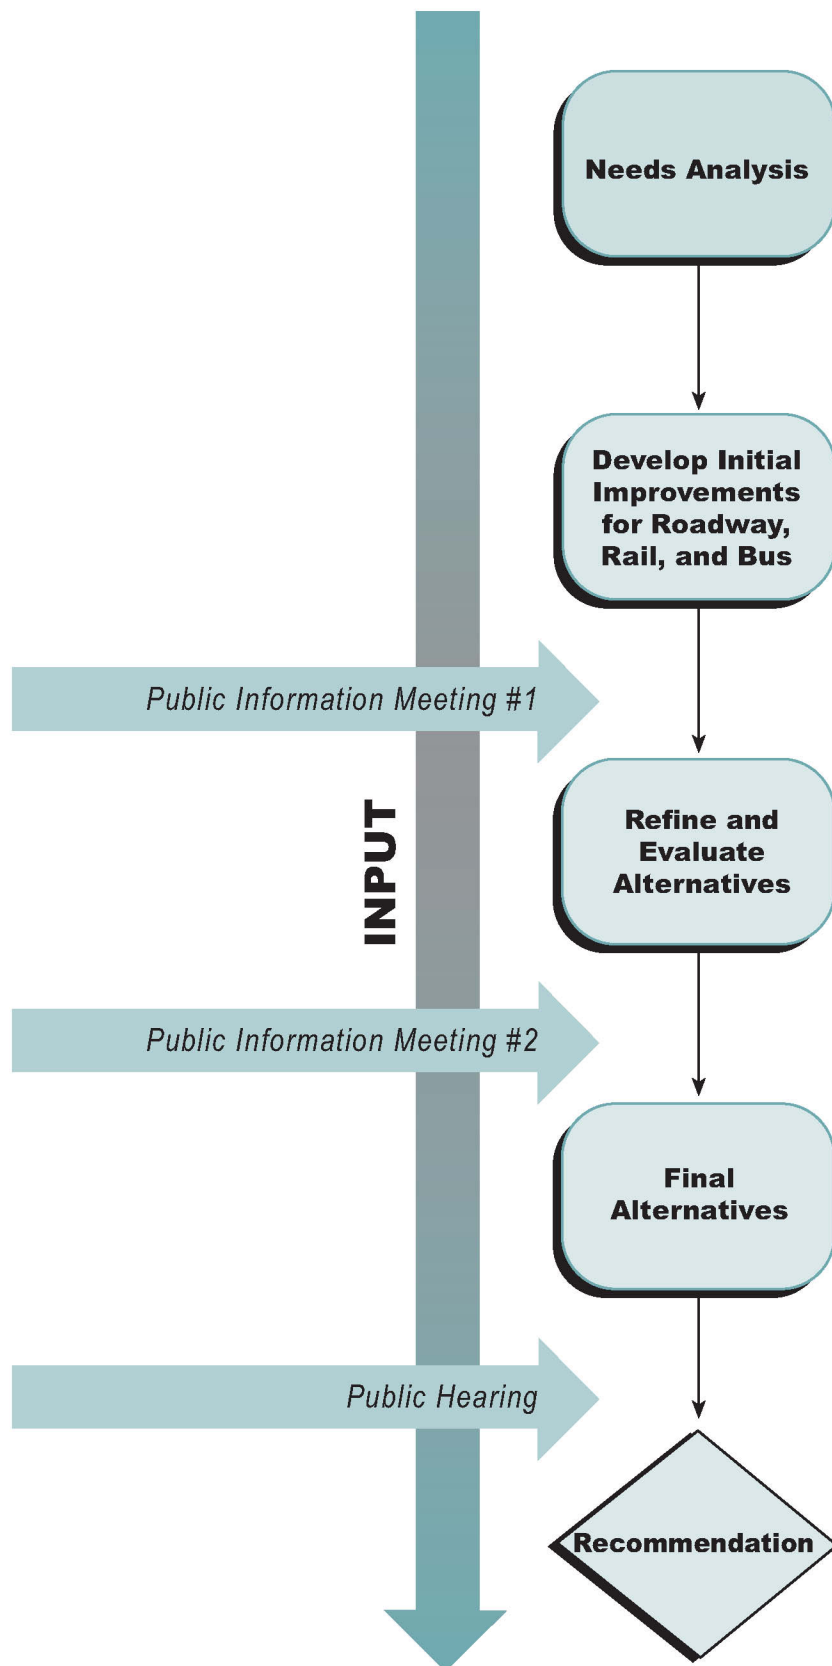 Needs Analysis
Develop Initial
Improvements
for Roadway,
Rail, and Bus
Public Information Meeting #1
INPUT
Refine and
Evaluate
Alternatives
Public Information Meeting #2
Final
Alternatives
Public Hearing
Recommendation